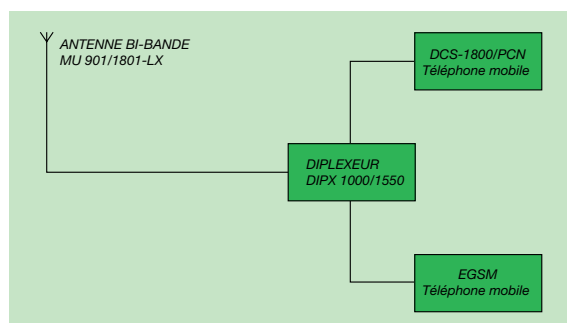 ANTENNE BI-BANDE
MU 901/1801-LX
DCS-1800/PCN
Téléphone mobile
DIPLEXEUR
DIPX 1000/1550
EGSM
Téléphone mobile